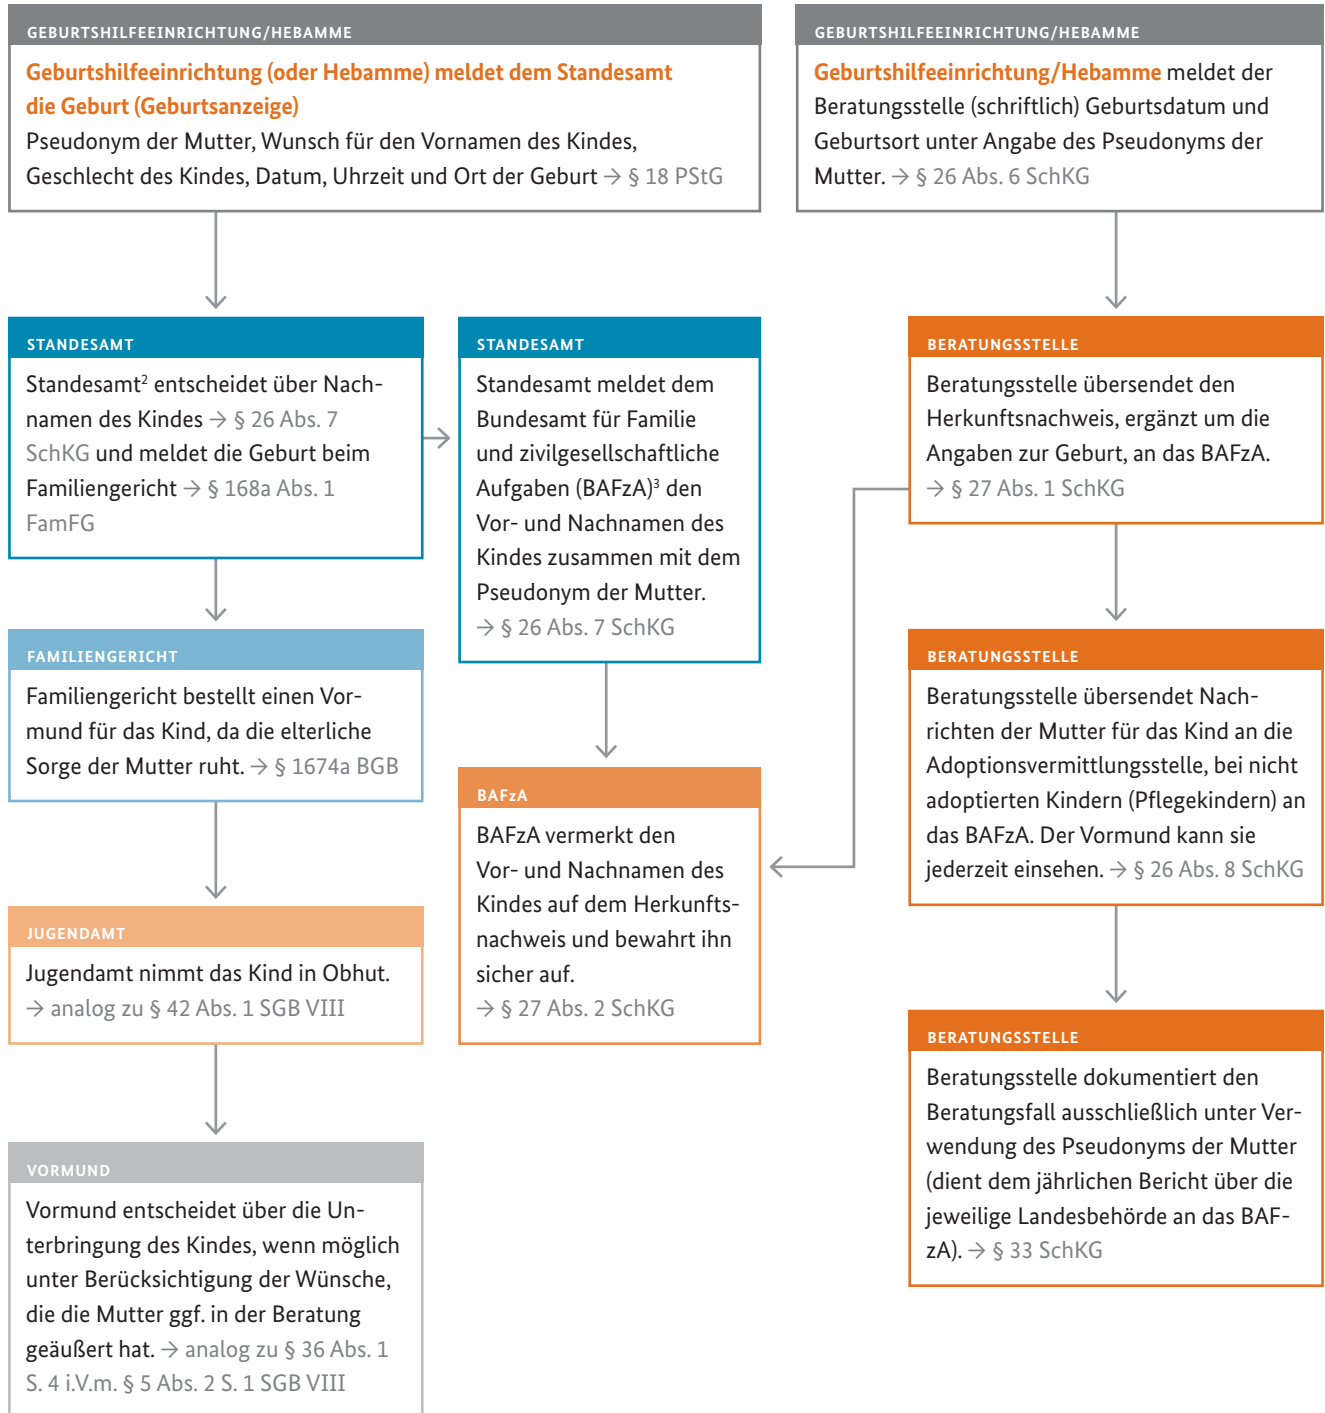 GEBURTSHILFEEINRICHTUNG/HEBAMME
Geburtshilfeeinrichtung (oder Hebamme) meldet dem Standesamt
die Geburt (Geburtsanzeige)
Pseudonym der Mutter, Wunsch für den Vornamen des Kindes,
Geschlecht des Kindes, Datum, Uhrzeit und Ort der Geburt → § 18 PStG
GEBURTSHILFEEINRICHTUNG/HEBAMME
Geburtshilfeeinrichtung/Hebamme meldet der
Beratungsstelle (schriftlich) Geburtsdatum und
Geburtsort unter Angabe des Pseudonyms der
Mutter. → § 26 Abs. 6 SchKG
STANDESAMT
Standesamt² entscheidet über Nach-
namen des Kindes → § 26 Abs. 7
SchKG und meldet die Geburt beim
Familiengericht → § 168a Abs. 1
FamFG
STANDESAMT
Standesamt meldet dem
Bundesamt für Familie
und zivilgesellschaftliche
Aufgaben (BAFzA)³ den
Vor- und Nachnamen des
Kindes zusammen mit dem
Pseudonym der Mutter.
→ § 26 Abs. 7 SchKG
BERATUNGSSTELLE
Beratungsstelle übersendet den
Herkunftsnachweis, ergänzt um die
Angaben zur Geburt, an das BAFzA.
→ § 27 Abs. 1 SchKG
FAMILIENGERICHT
Familiengericht bestellt einen Vor-
mund für das Kind, da die elterliche
Sorge der Mutter ruht. → § 1674a BGB
BERATUNGSSTELLE
Beratungsstelle übersendet Nach-
richten der Mutter für das Kind an die
Adoptionsvermittlungsstelle, bei nicht
adoptierten Kindern (Pflegekindern) an
das BAFzA. Der Vormund kann sie
jederzeit einsehen. → § 26 Abs. 8 SchKG
BAFzA
BAFzA vermerkt den
Vor- und Nachnamen des
Kindes auf dem Herkunfts-
nachweis und bewahrt ihn
sicher auf.
→ § 27 Abs. 2 SchKG
JUGENDAMT
Jugendamt nimmt das Kind in Obhut.
→ analog zu § 42 Abs. 1 SGB VIII
BERATUNGSSTELLE
Beratungsstelle dokumentiert den
Beratungsfall ausschließlich unter Ver-
wendung des Pseudonyms der Mutter
(dient dem jährlichen Bericht über die
jeweilige Landesbehörde an das BAF-
zA). → § 33 SchKG
VORMUND
Vormund entscheidet über die Un-
terbringung des Kindes, wenn möglich
unter Berücksichtigung der Wünsche,
die die Mutter ggf. in der Beratung
geäußert hat. → analog zu § 36 Abs. 1
S. 4 i.V.m. § 5 Abs. 2 S. 1 SGB VIII